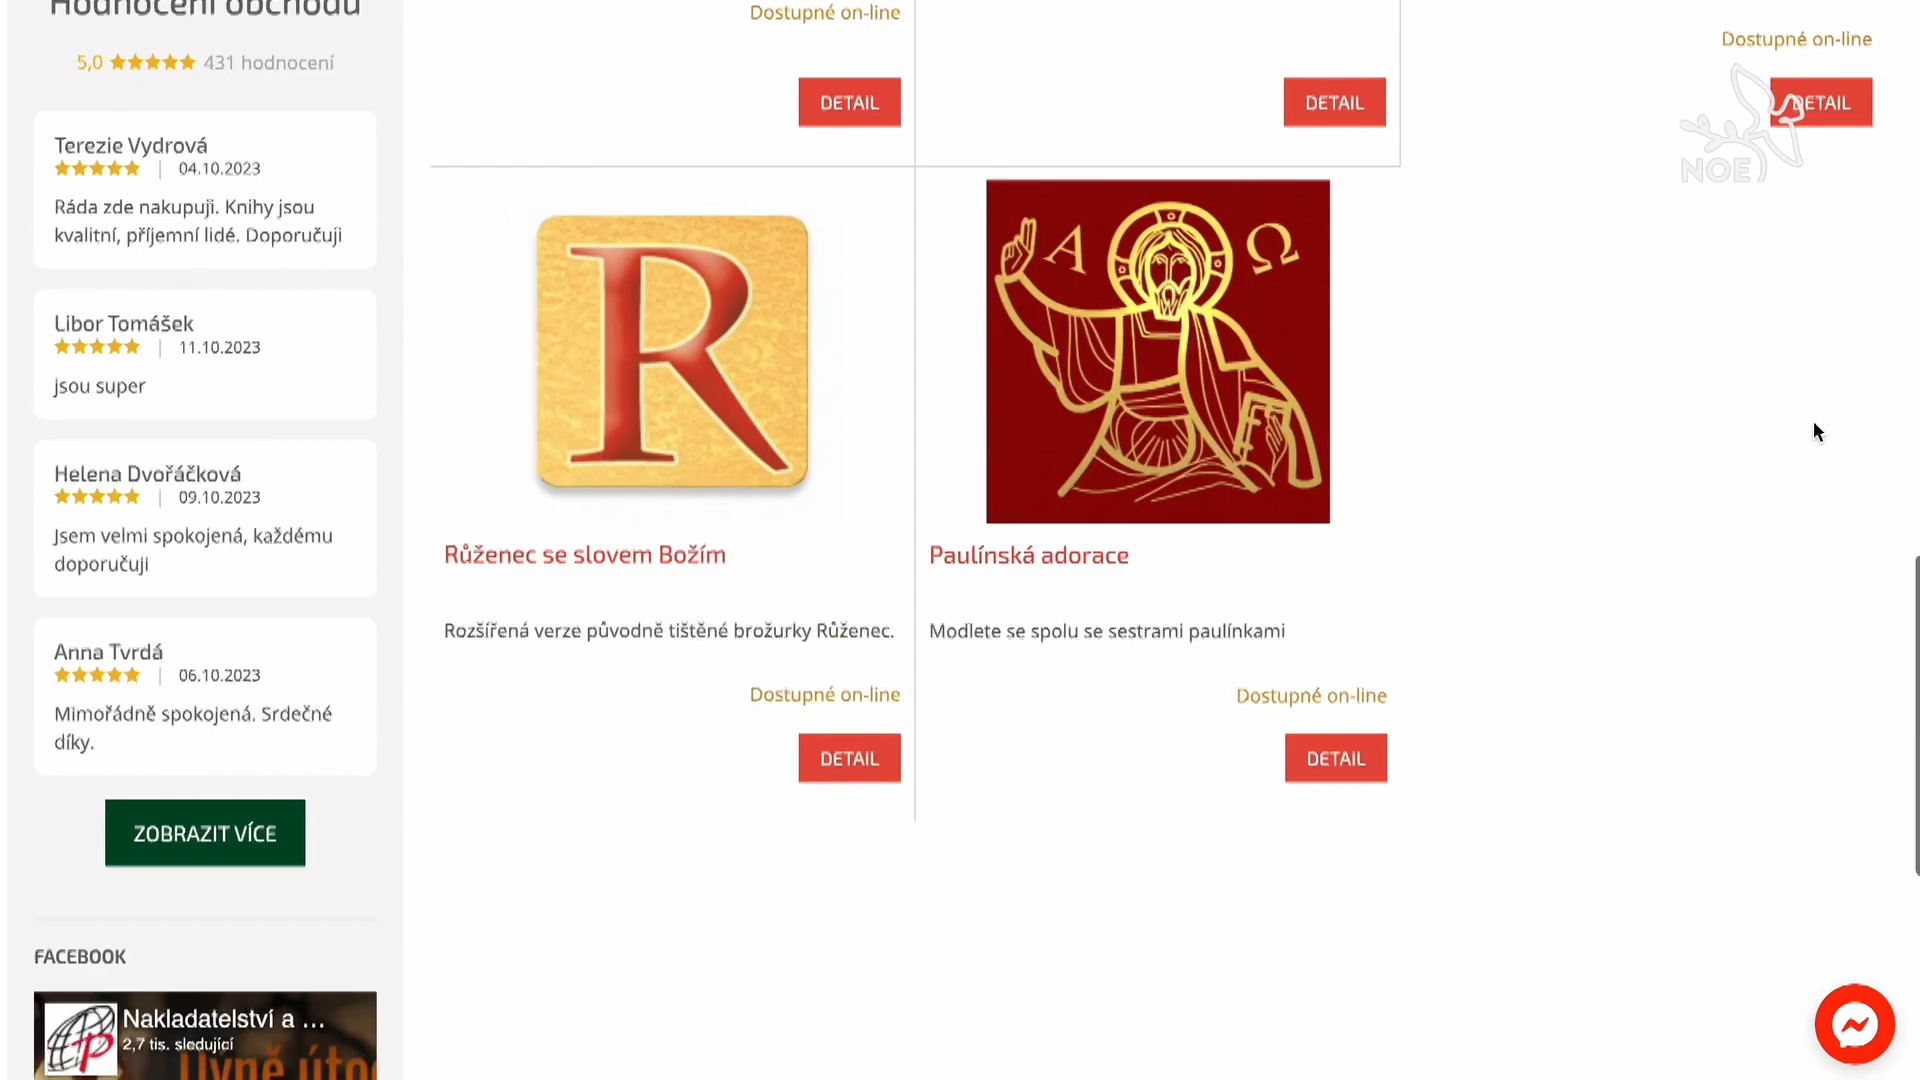 Hodnocení obchodu
5,0 431 hodnocení
Terezie Vydrová
04.10.2023
Ráda zde nakupuji. Knihy jsou
kvalitní, příjemní lidé. Doporučuji
Libor Tomášek
11.10.2023
jsou super
Helena Dvořáčková
09.10.2023
Jsem velmi spokojená, každému
doporučuji
Anna Tvrdá
06.10.2023
Mimořádně spokojená. Srdečné
díky.
ZOBRAZIT VÍCE
FACEBOOK
Nakladatelství a ...
2,7 tis. sledující
Dostupné on-line
DETAIL
DETAIL
Dostupné on-line
DETAIL
NOE
R
Růženec se slovem Božím
Rozšířená verze původně tištěné brožurky Růženec.
Dostupné on-line
DETAIL
Α Ω
Paulínská adorace
Modlete se spolu se sestrami paulínkami
Dostupné on-line
DETAIL